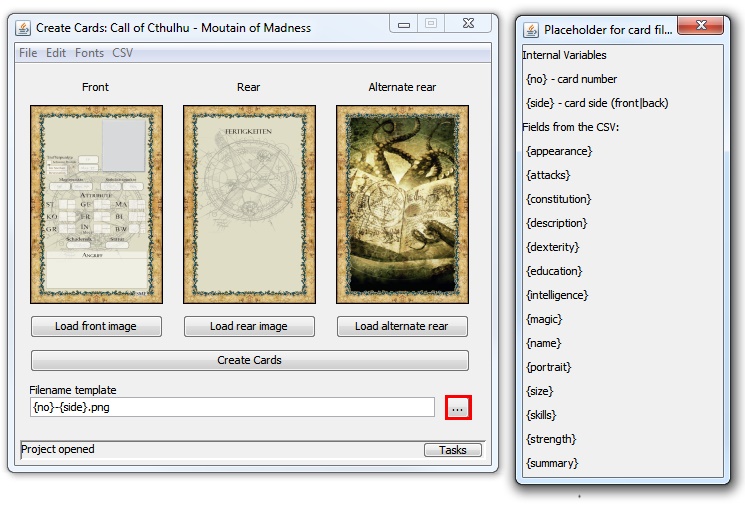 Create Cards: Call of Cthulhu - Moutain of Madness
File Edit Fonts CSV
Front Rear Alternate rear
FERTIGKEITEN
ATTRIBUTE
ST GE MA
KO ER BI
GR IN BW
ANGRIFF
Load front image Load rear image Load alternate rear
Create Cards
Filename template
{no}-{side}.png ...
Project opened Tasks
Placeholder for card fil...
Internal Variables
{no} - card number
{side} - card side (front|back)
Fields from the CSV:
{appearance}
{attacks}
{constitution}
{description}
{dexterity}
{education}
{intelligence}
{magic}
{name}
{portrait}
{size}
{skills}
{strength}
{summary}